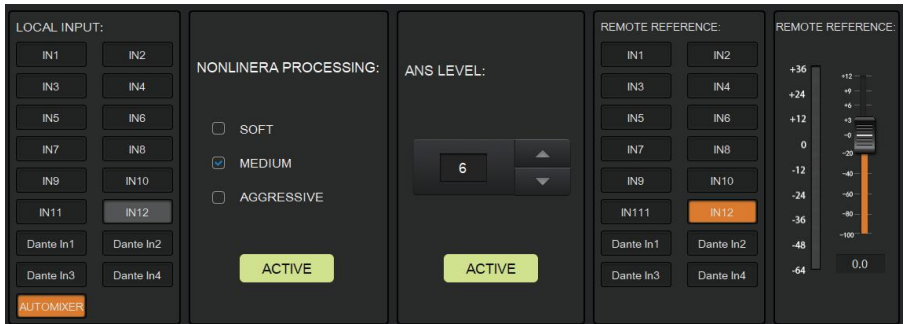 LOCAL INPUT:
IN1 IN2
IN3 IN4
IN5 IN6
IN7 IN8
IN9 IN10
IN11 IN12
Dante In1 Dante In2
Dante In3 Dante In4
AUTOMIXER
NONLINERA PROCESSING:
SOFT
MEDIUM
AGGRESSIVE
ACTIVE
ANS LEVEL:
6
ACTIVE
REMOTE REFERENCE:
IN1 IN2
IN3 IN4
IN5 IN6
IN7 IN8
IN9 IN10
IN111 IN12
Dante In1 Dante In2
Dante In3 Dante In4
REMOTE REFERENCE:
+36
+24
+12
0
-12
-24
-36
-48
-64
+12
+9
+6
+3
-0
-20
-40
-60
-80
-100
0.0